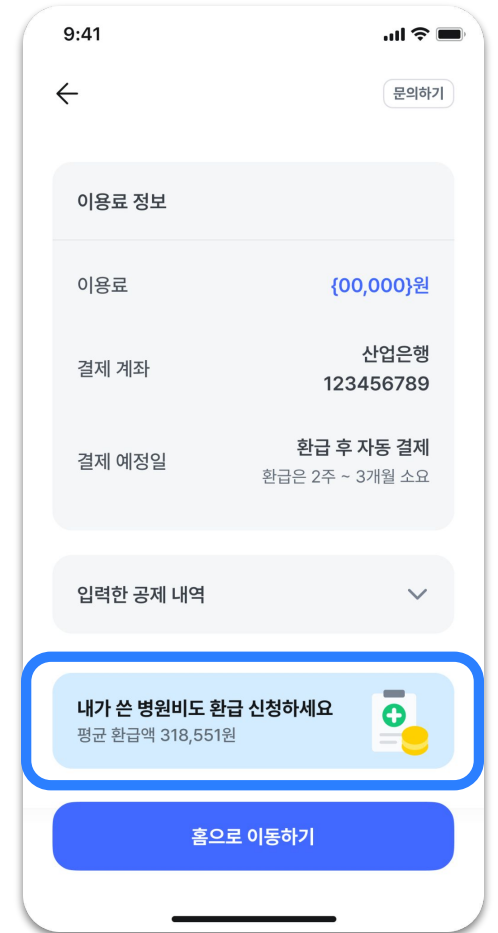 9:41
문의하기
이용료 정보
이용료
{00,000}원
결제 계좌
산업은행
123456789
결제 예정일
환급 후 자동 결제
환급은 2주 ~ 3개월 소요
입력한 공제 내역
내가 쓴 병원비도 환급 신청하세요
평균 환급액 318,551원
홈으로 이동하기